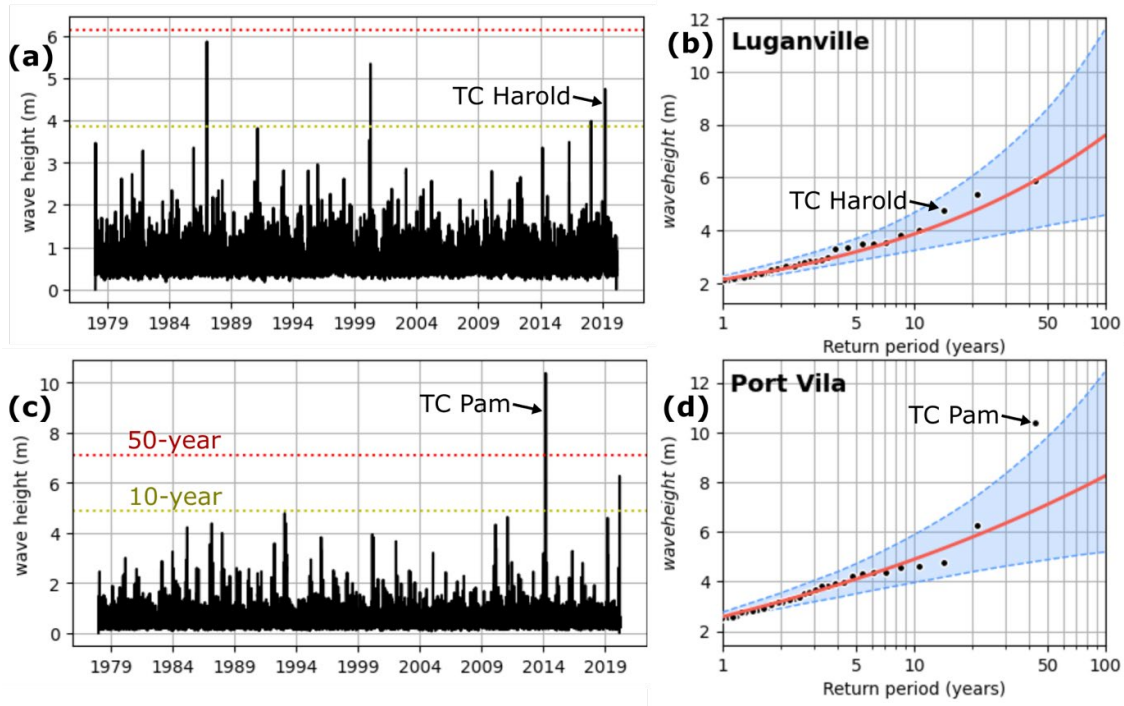 (a)
wave height (m)
6
5
4
3
2
1
0
TC Harold
1979 1984 1989 1994 1999 2004 2009 2014 2019
(b)
Luganville
waveheight (m)
12
10
8
6
4
2
TC Harold
1 5 10 50 100
Return period (years)
(c)
wave height (m)
10
8
6
4
2
0
TC Pam
50-year
10-year
1979 1984 1989 1994 1999 2004 2009 2014 2019
(d)
Port Vila
waveheight (m)
12
10
8
6
4
2
TC Pam
1 5 10 50 100
Return period (years)